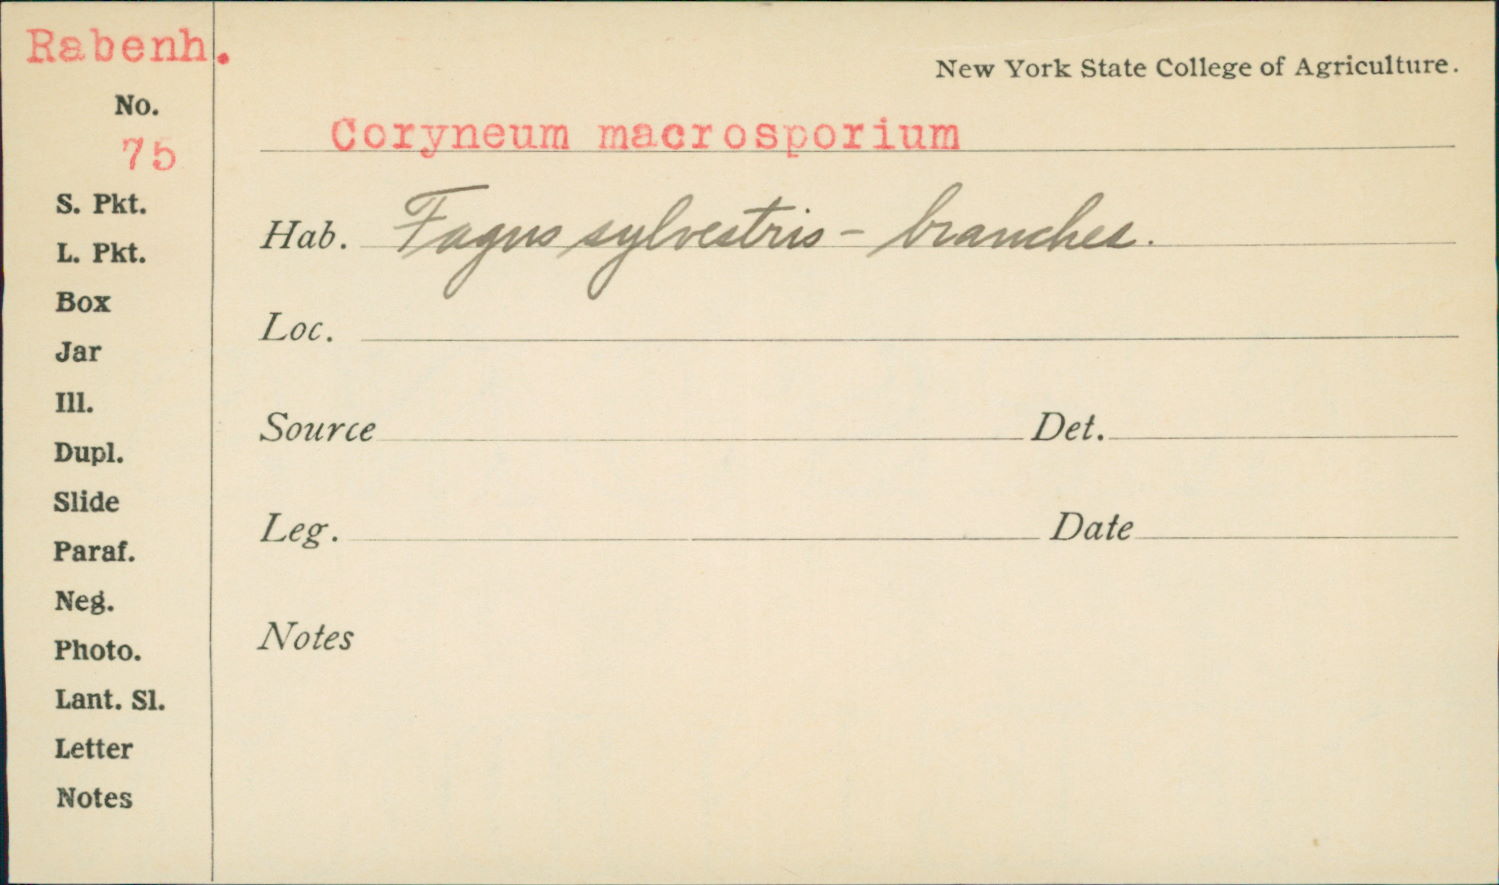 Rabenh.
New York State College of Agriculture.
No.
75
Coryneum macrosporium
S. Pkt.
L. Pkt.
Box
Jar
Ill.
Dupl.
Slide
Paraf.
Neg.
Photo.
Lant. Sl.
Letter
Notes
Hab. Fagus sylvestris - branches.
Loc.
Source Det.
Leg. Date
Notes